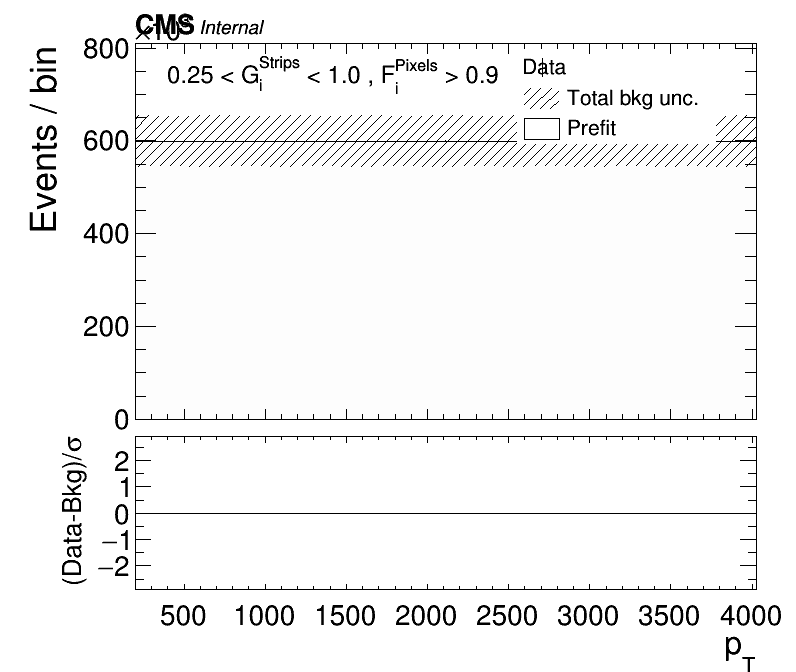 CMS Internal
×10³
0.25 < G_i^Strips < 1.0 , F_i^Pixels > 0.9
Data
Total bkg unc.
Prefit
Events / bin
800
600
400
200
0
(Data-Bkg)/σ
2
1
0
−1
−2
500 1000 1500 2000 2500 3000 3500 4000
p_T